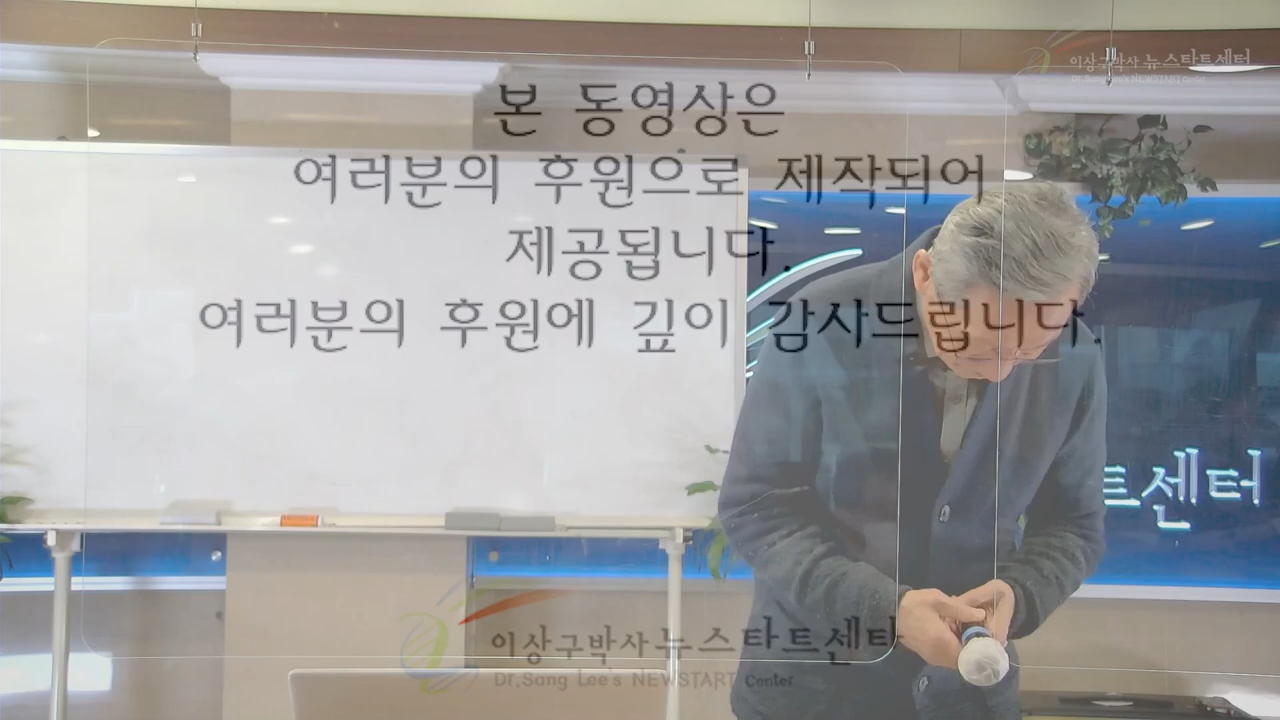 이상구박사 뉴스타트센터
Dr.Sang Lee's NEWSTART Center
본 동영상은
여러분의 후원으로 제작되어
제공됩니다.
여러분의 후원에 깊이 감사드립니다.
트센터
이상구박사 뉴스타트센터
Dr.Sang Lee's NEWSTART Center